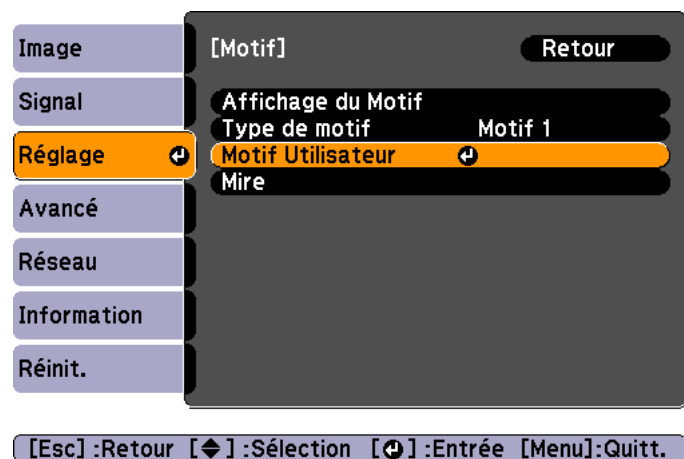 Image
Signal
Réglage
Avancé
Réseau
Information
Réinit.
[Motif] Retour
Affichage du Motif
Type de motif Motif 1
Motif Utilisateur
Mire
[Esc] :Retour [◆] :Sélection [↵] :Entrée [Menu]:Quitt.